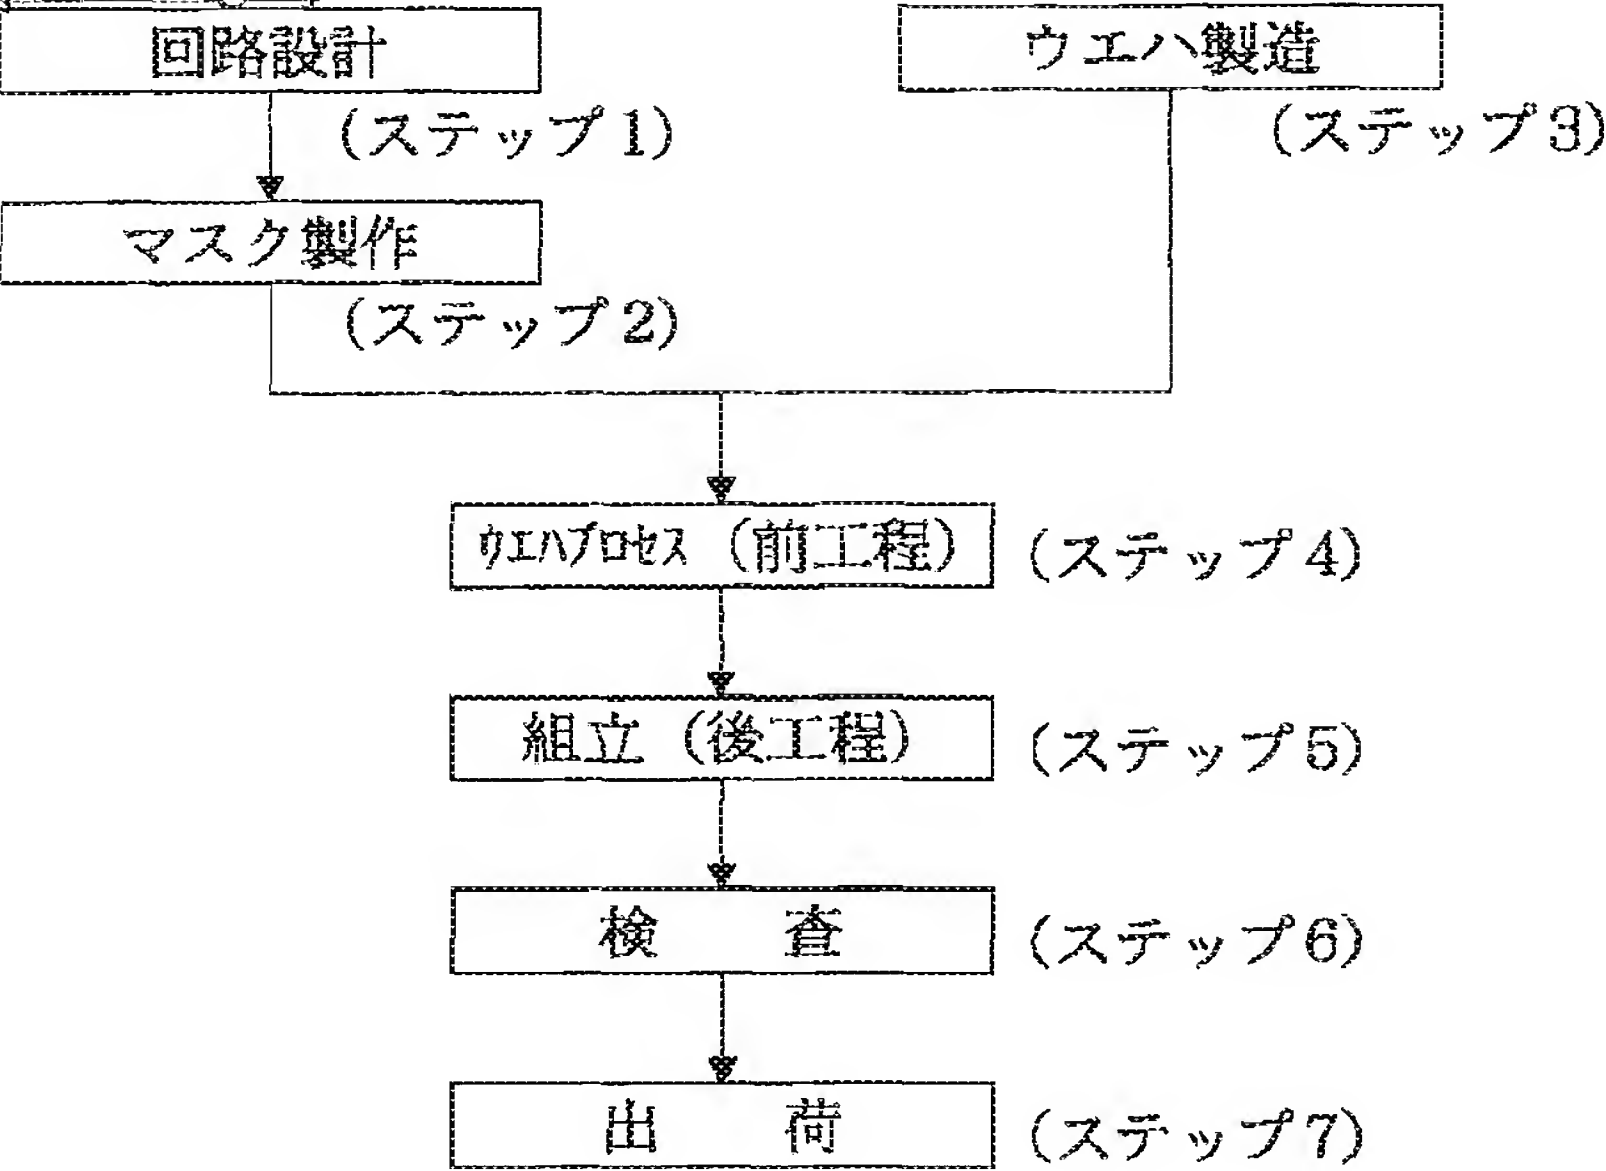 回路設計
ウエハ製造
(ステップ1)
(ステップ3)
マスク製作
(ステップ2)
ウエハプロセス (前工程)
(ステップ4)
組立 (後工程)
(ステップ5)
検 査
(ステップ6)
出 荷
(ステップ7)